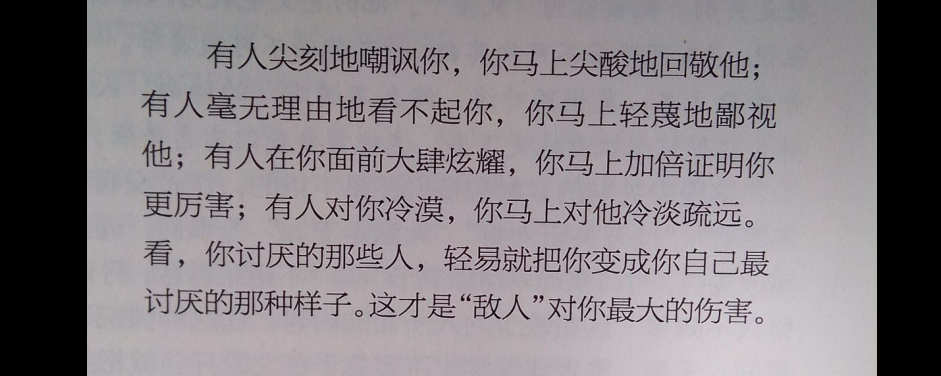 有人尖刻地嘲讽你，你马上尖酸地回敬他；
有人毫无理由地看不起你，你马上轻蔑地鄙视
他；有人在你面前大肆炫耀，你马上加倍证明你
更厉害；有人对你冷漠，你马上对他冷淡疏远。
看，你讨厌的那些人，轻易就把你变成你自己最
讨厌的那种样子。这才是“敌人”对你最大的伤害。